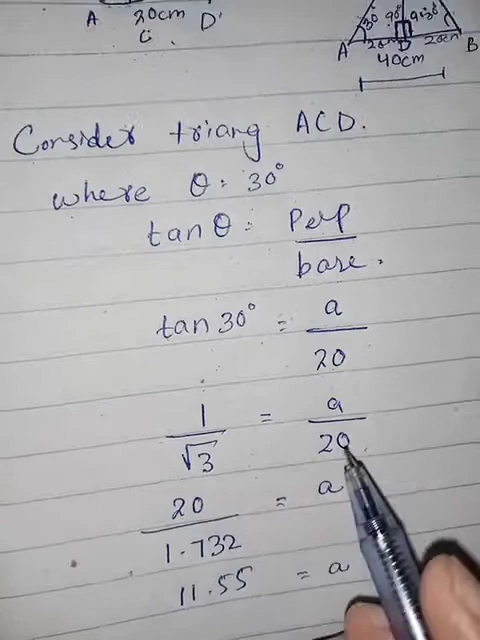 A 20cm D'
C
30° 90° 90° 30°
A 20cm D 20cm B
40cm
Consider triang ACD.
where θ = 30°
tan θ = Perp
base.
tan 30° = a
20
1 = a
√3 20
20 = a
1.732
11.55 = a